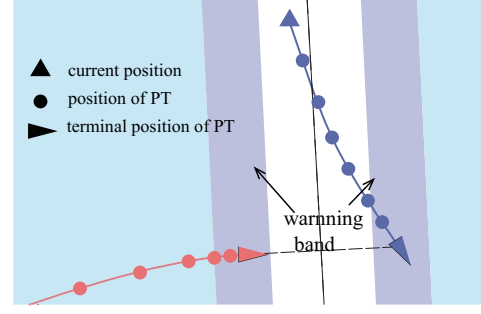 current position
position of PT
terminal position of PT
warnning
band